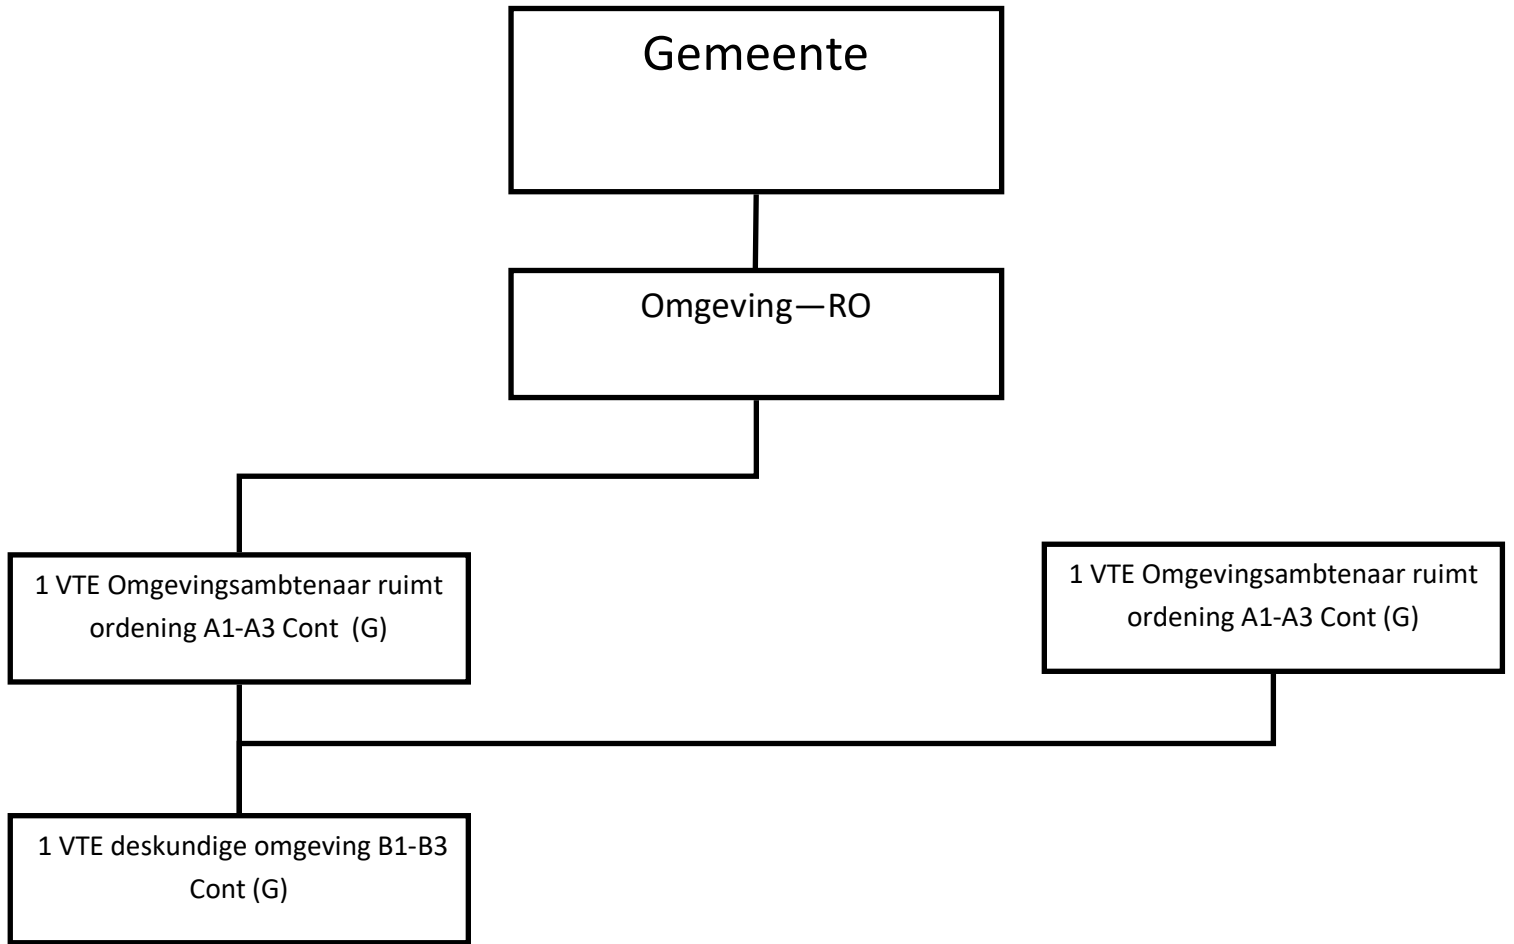 Gemeente
Omgeving—RO
1 VTE Omgevingsambtenaar ruimt
ordening A1-A3 Cont  (G)
1 VTE Omgevingsambtenaar ruimt
ordening A1-A3 Cont (G)
1 VTE deskundige omgeving B1-B3
Cont (G)